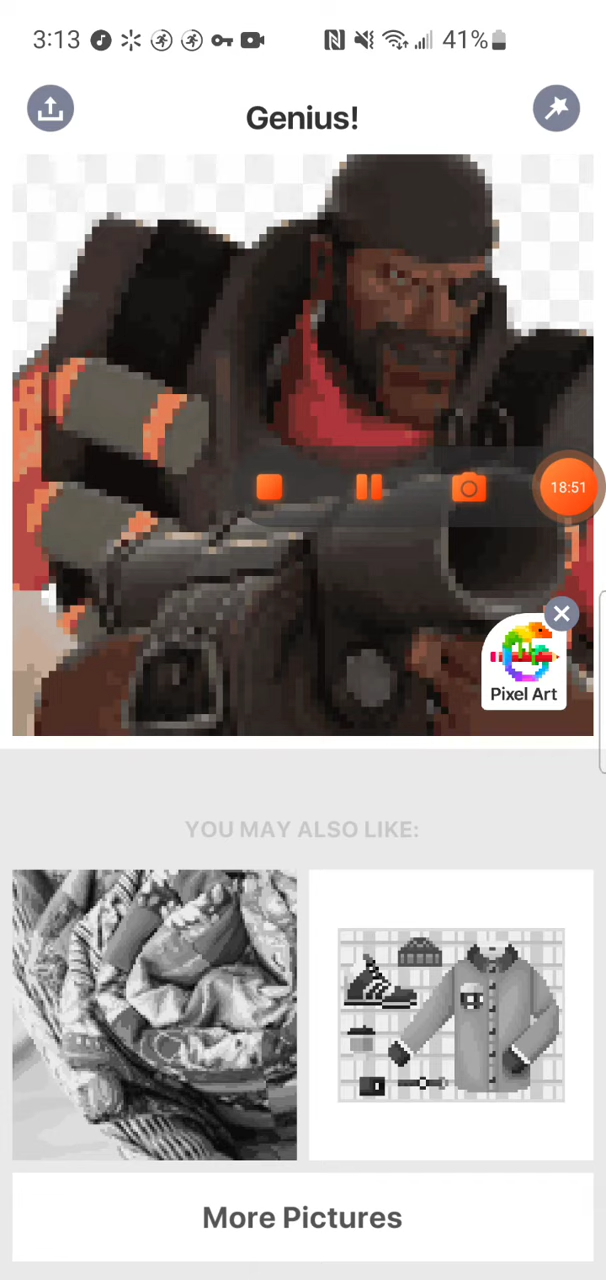 3:13
41%
Genius!
18:51
Pixel Art
YOU MAY ALSO LIKE:
More Pictures